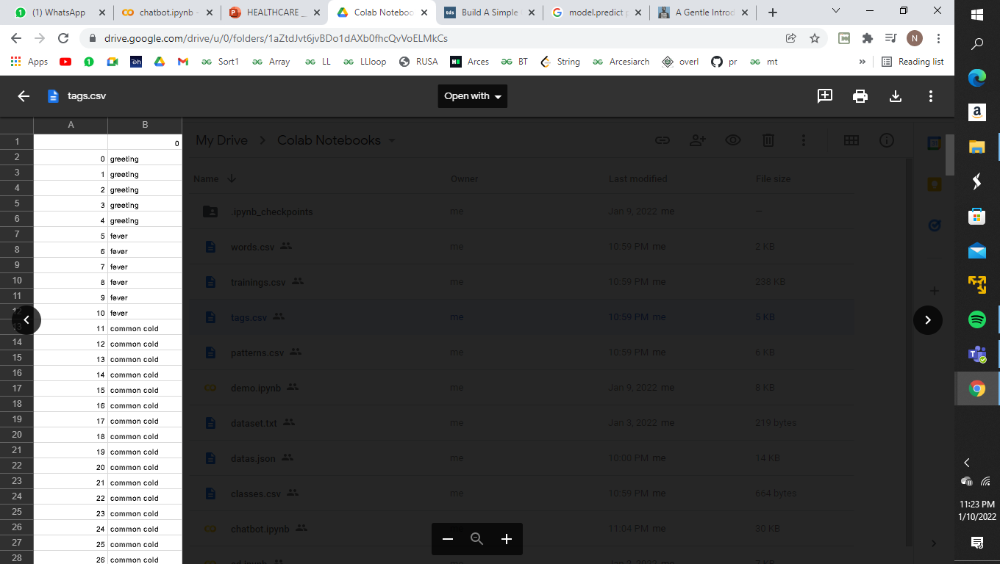 (1) WhatsApp chatbot.ipynb - HEALTHCARE _ Colab Noteboo Build A Simple model.predict p A Gentle Introd
drive.google.com/drive/u/0/folders/1aZtdJvt6jvBDo1dAXb0fhcQvVoELMkCs N
Apps Sort1 Array LL LLloop RUSA Arces BT String Arcesiarch overl pr mt » Reading list
tags.csv Open with
A B
1 0
2 0 greeting
3 1 greeting
4 2 greeting
5 3 greeting
6 4 greeting
7 5 fever
8 6 fever
9 7 fever
10 8 fever
11 9 fever
12 10 fever
13 11 common cold
14 12 common cold
15 13 common cold
16 14 common cold
17 15 common cold
18 16 common cold
19 17 common cold
20 18 common cold
21 19 common cold
22 20 common cold
23 21 common cold
24 22 common cold
25 23 common cold
26 24 common cold
27 25 common cold
28 26 common cold
My Drive > Colab Notebooks
Name Owner Last modified File size
.ipynb_checkpoints me Jan 9, 2022 me —
words.csv me 10:59 PM me 2 KB
trainings.csv me 10:59 PM me 238 KB
tags.csv me 10:59 PM me 5 KB
patterns.csv me 10:59 PM me 6 KB
demo.ipynb me Jan 9, 2022 me 8 KB
dataset.txt me Jan 3, 2022 me 219 bytes
datas.json me 10:00 PM me 14 KB
classes.csv me 10:59 PM me 664 bytes
chatbot.ipynb me 11:04 PM me 30 KB
me 7 KB
11:23 PM
1/10/2022